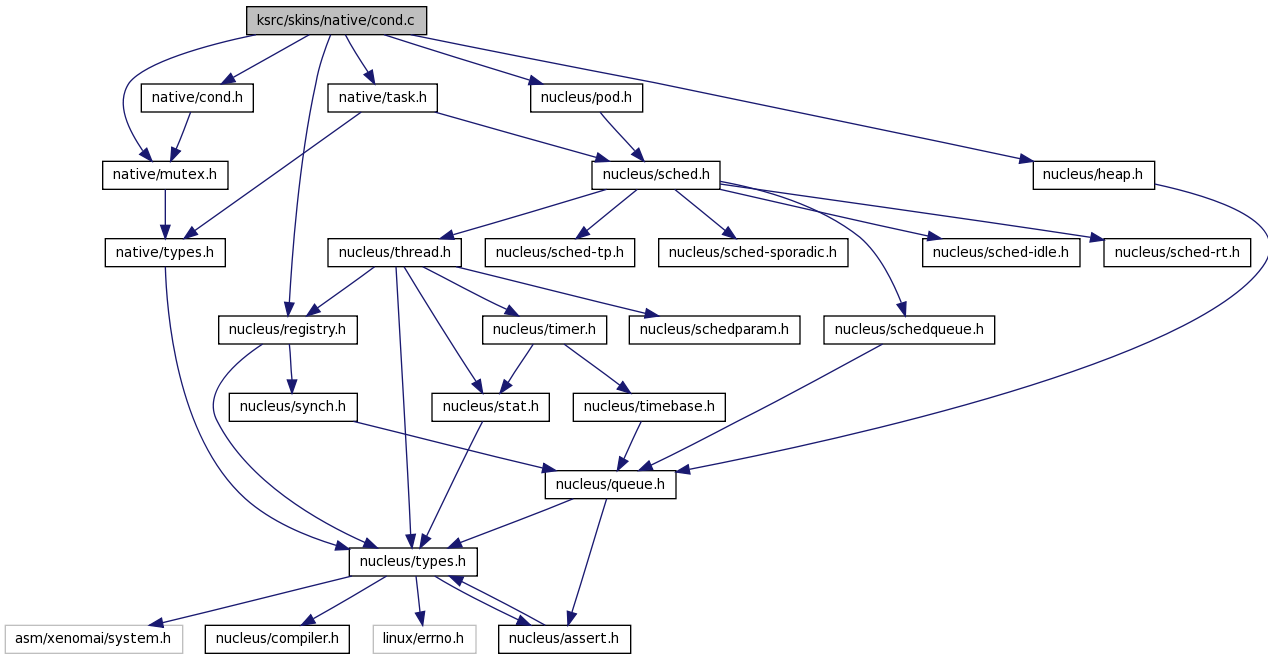 ksrc/skins/native/cond.c
native/cond.h
native/task.h
nucleus/pod.h
native/mutex.h
nucleus/sched.h
nucleus/heap.h
native/types.h
nucleus/thread.h
nucleus/sched-tp.h
nucleus/sched-sporadic.h
nucleus/sched-idle.h
nucleus/sched-rt.h
nucleus/registry.h
nucleus/timer.h
nucleus/schedparam.h
nucleus/schedqueue.h
nucleus/synch.h
nucleus/stat.h
nucleus/timebase.h
nucleus/queue.h
nucleus/types.h
asm/xenomai/system.h
nucleus/compiler.h
linux/errno.h
nucleus/assert.h